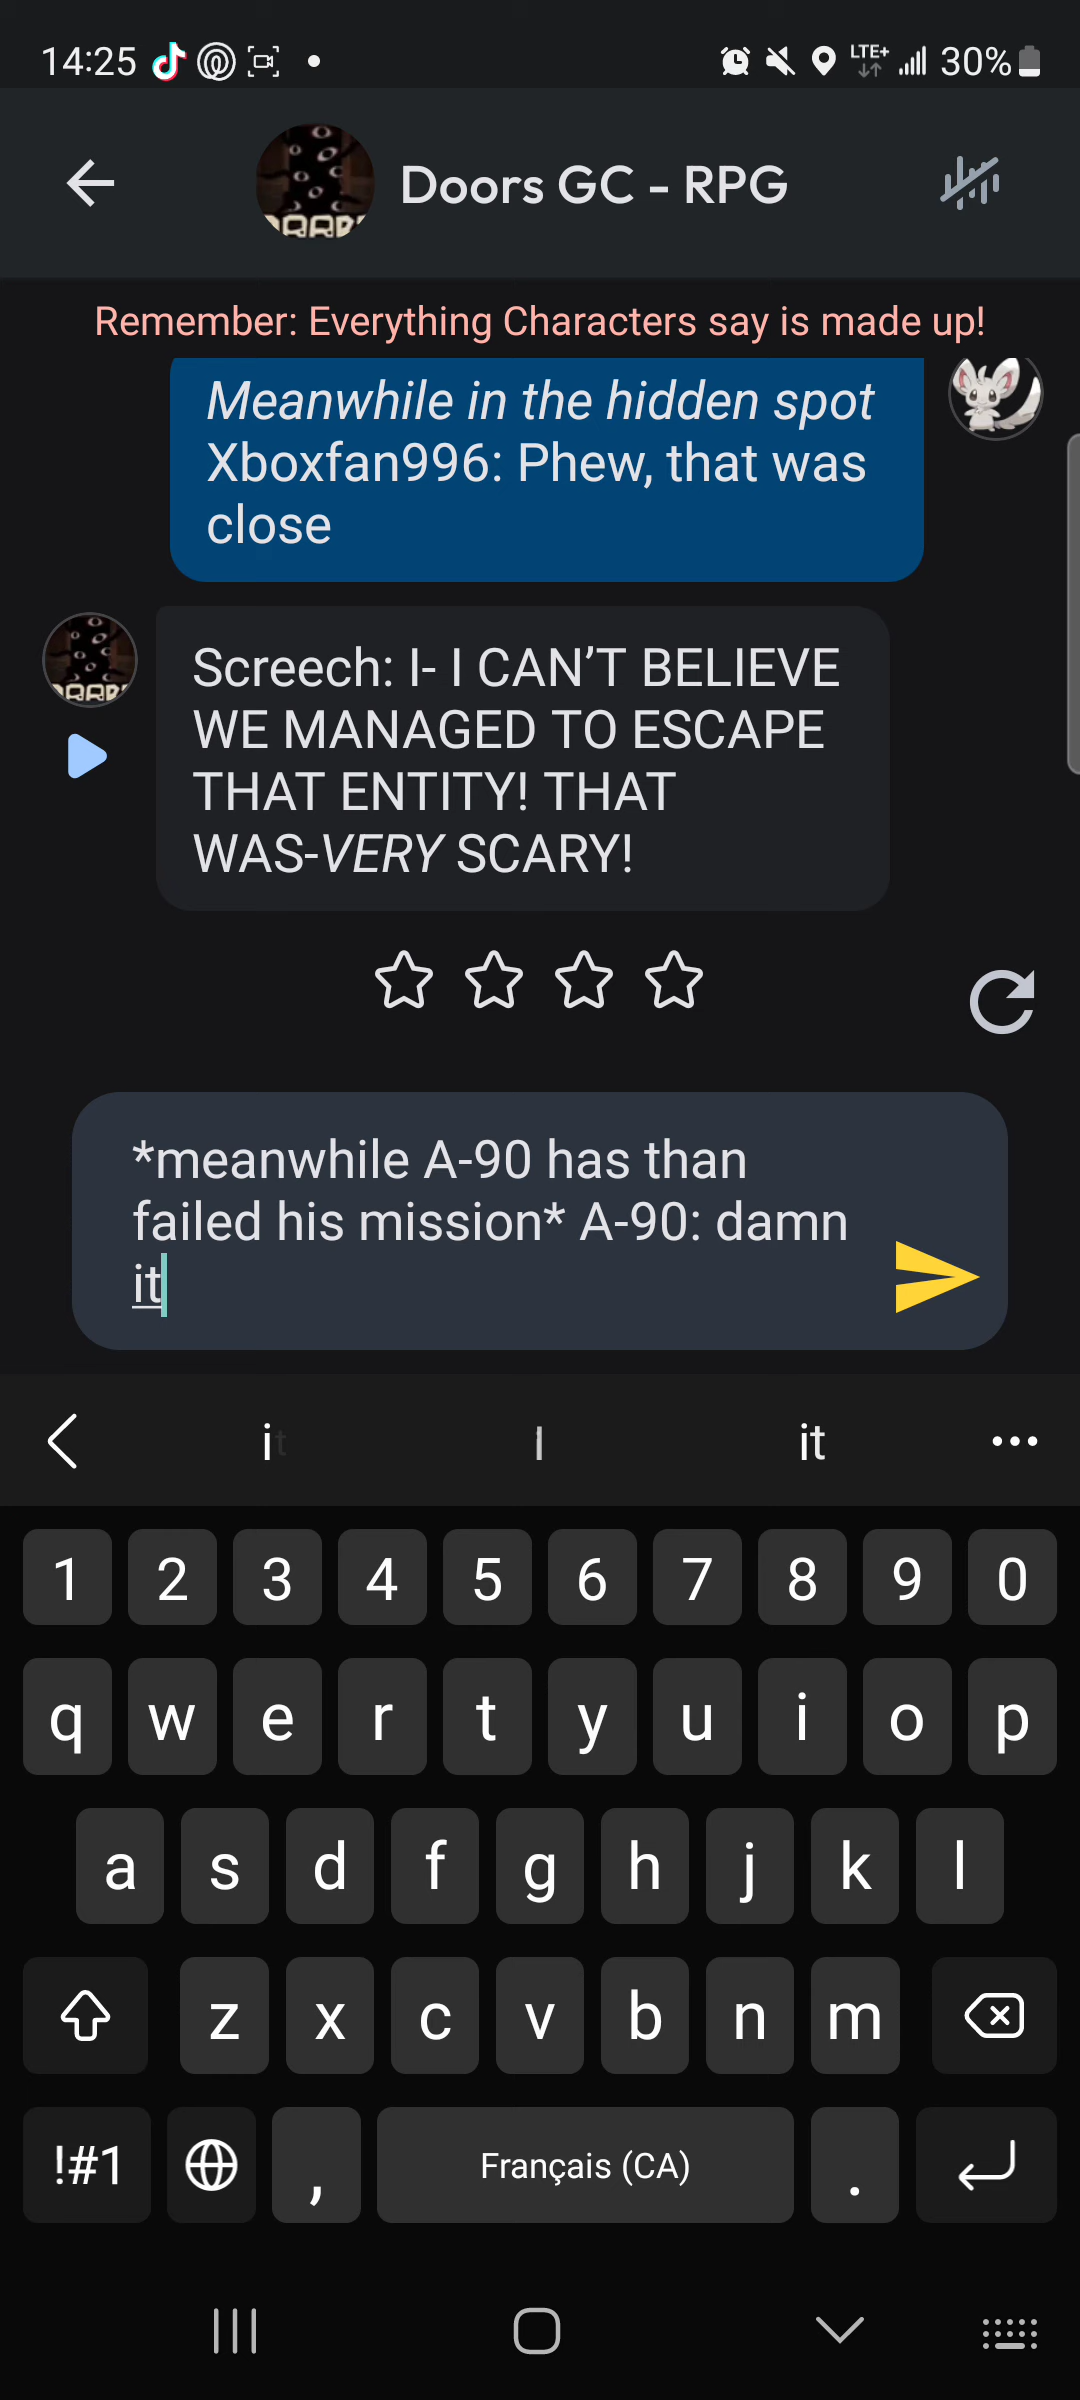 14:25
LTE+
30%
Doors GC - RPG
Remember: Everything Characters say is made up!
Meanwhile in the hidden spot
Xboxfan996: Phew, that was
close
Screech: I- I CAN'T BELIEVE
WE MANAGED TO ESCAPE
THAT ENTITY! THAT
WAS-VERY SCARY!
*meanwhile A-90 has than
failed his mission* A-90: damn
it
it I it
1 2 3 4 5 6 7 8 9 0
q w e r t y u i o p
a s d f g h j k l
z x c v b n m
!#1 , Français (CA) .